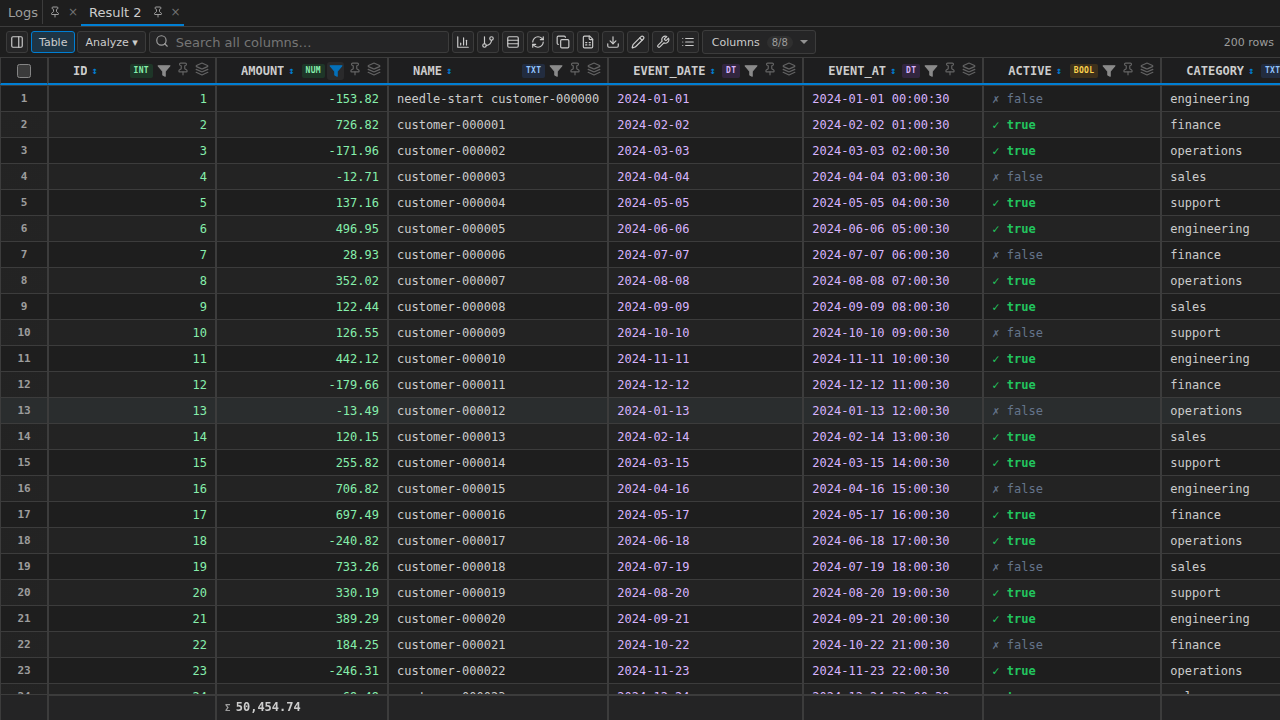 Logs × Result 2 ×
Table Analyze ▾ Search all columns... Columns 8/8 200 rows
ID INT AMOUNT NUM NAME TXT EVENT_DATE DT EVENT_AT DT ACTIVE BOOL CATEGORY TXT
1 1 -153.82 needle-start customer-000000 2024-01-01 2024-01-01 00:00:30 ✗ false engineering
2 2 726.82 customer-000001 2024-02-02 2024-02-02 01:00:30 ✓ true finance
3 3 -171.96 customer-000002 2024-03-03 2024-03-03 02:00:30 ✓ true operations
4 4 -12.71 customer-000003 2024-04-04 2024-04-04 03:00:30 ✗ false sales
5 5 137.16 customer-000004 2024-05-05 2024-05-05 04:00:30 ✓ true support
6 6 496.95 customer-000005 2024-06-06 2024-06-06 05:00:30 ✓ true engineering
7 7 28.93 customer-000006 2024-07-07 2024-07-07 06:00:30 ✗ false finance
8 8 352.02 customer-000007 2024-08-08 2024-08-08 07:00:30 ✓ true operations
9 9 122.44 customer-000008 2024-09-09 2024-09-09 08:00:30 ✓ true sales
10 10 126.55 customer-000009 2024-10-10 2024-10-10 09:00:30 ✗ false support
11 11 442.12 customer-000010 2024-11-11 2024-11-11 10:00:30 ✓ true engineering
12 12 -179.66 customer-000011 2024-12-12 2024-12-12 11:00:30 ✓ true finance
13 13 -13.49 customer-000012 2024-01-13 2024-01-13 12:00:30 ✗ false operations
14 14 120.15 customer-000013 2024-02-14 2024-02-14 13:00:30 ✓ true sales
15 15 255.82 customer-000014 2024-03-15 2024-03-15 14:00:30 ✓ true support
16 16 706.82 customer-000015 2024-04-16 2024-04-16 15:00:30 ✗ false engineering
17 17 697.49 customer-000016 2024-05-17 2024-05-17 16:00:30 ✓ true finance
18 18 -240.82 customer-000017 2024-06-18 2024-06-18 17:00:30 ✓ true operations
19 19 733.26 customer-000018 2024-07-19 2024-07-19 18:00:30 ✗ false sales
20 20 330.19 customer-000019 2024-08-20 2024-08-20 19:00:30 ✓ true support
21 21 389.29 customer-000020 2024-09-21 2024-09-21 20:00:30 ✓ true engineering
22 22 184.25 customer-000021 2024-10-22 2024-10-22 21:00:30 ✗ false finance
23 23 -246.31 customer-000022 2024-11-23 2024-11-23 22:00:30 ✓ true operations
Σ 50,454.74